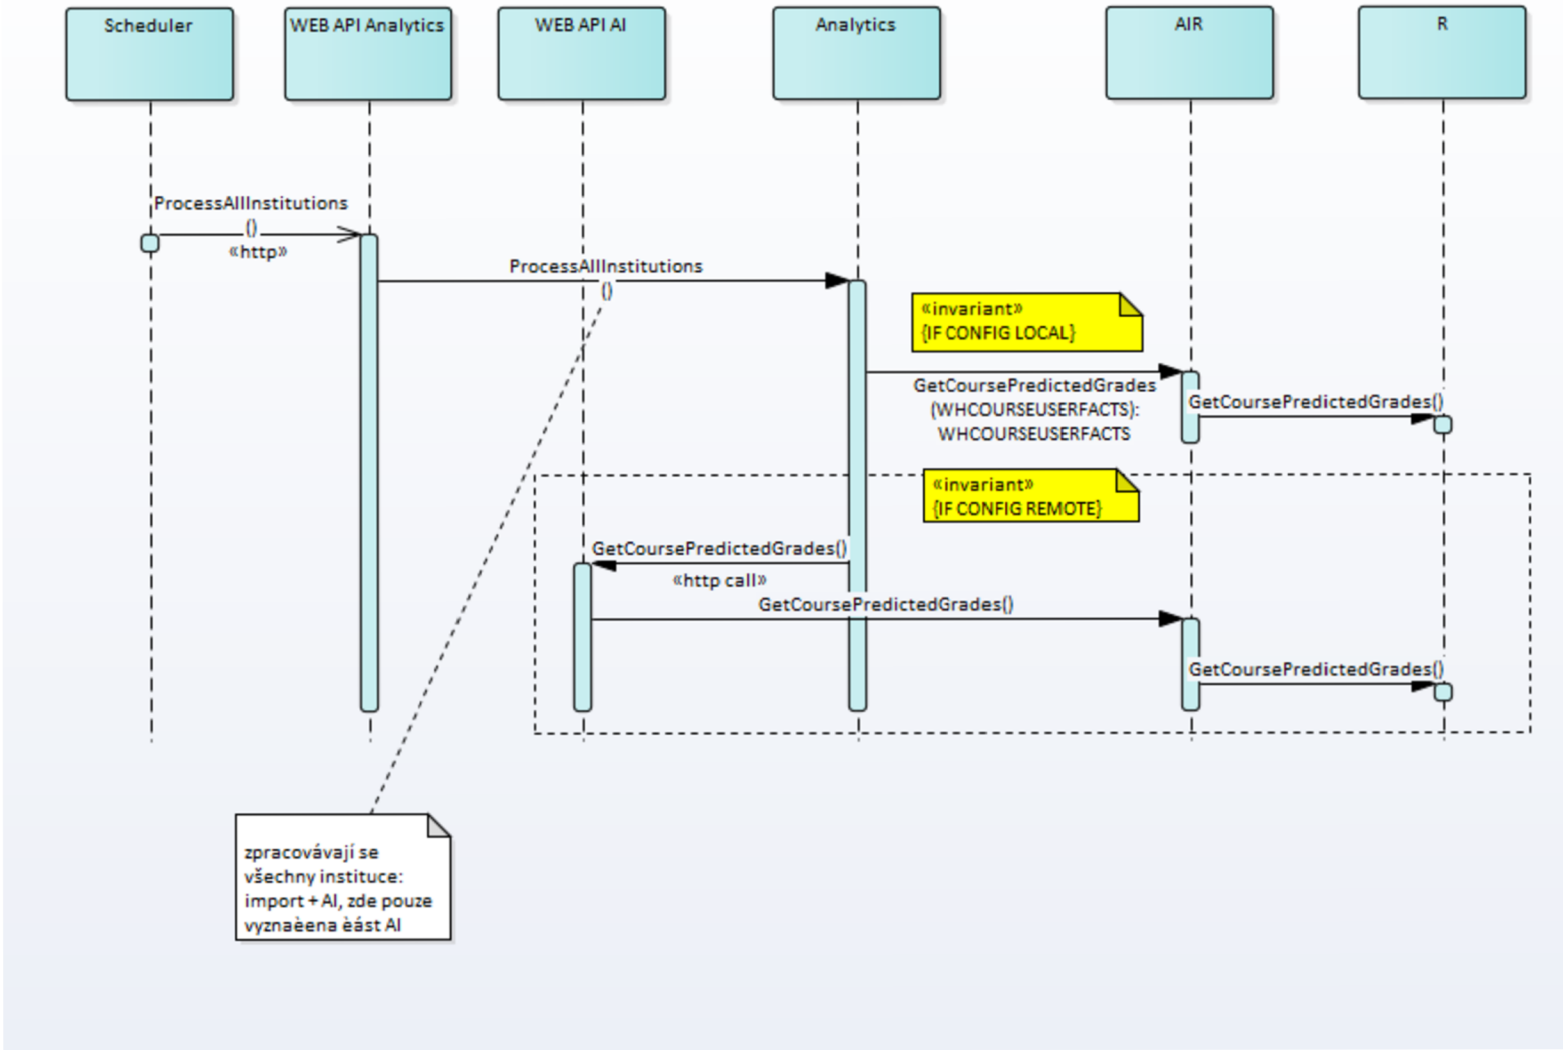 Scheduler
WEB API Analytics
WEB API AI
Analytics
AIR
R
ProcessAllInstitutions
()
«http»
ProcessAllInstitutions
()
«invariant»
{IF CONFIG LOCAL}
GetCoursePredictedGrades
(WHCOURSEUSERFACTS):
WHCOURSEUSERFACTS
GetCoursePredictedGrades()
«invariant»
{IF CONFIG REMOTE}
GetCoursePredictedGrades()
«http call»
GetCoursePredictedGrades()
GetCoursePredictedGrades()
zpracovávají se
všechny instituce:
import + AI, zde pouze
vyznaèena èást AI